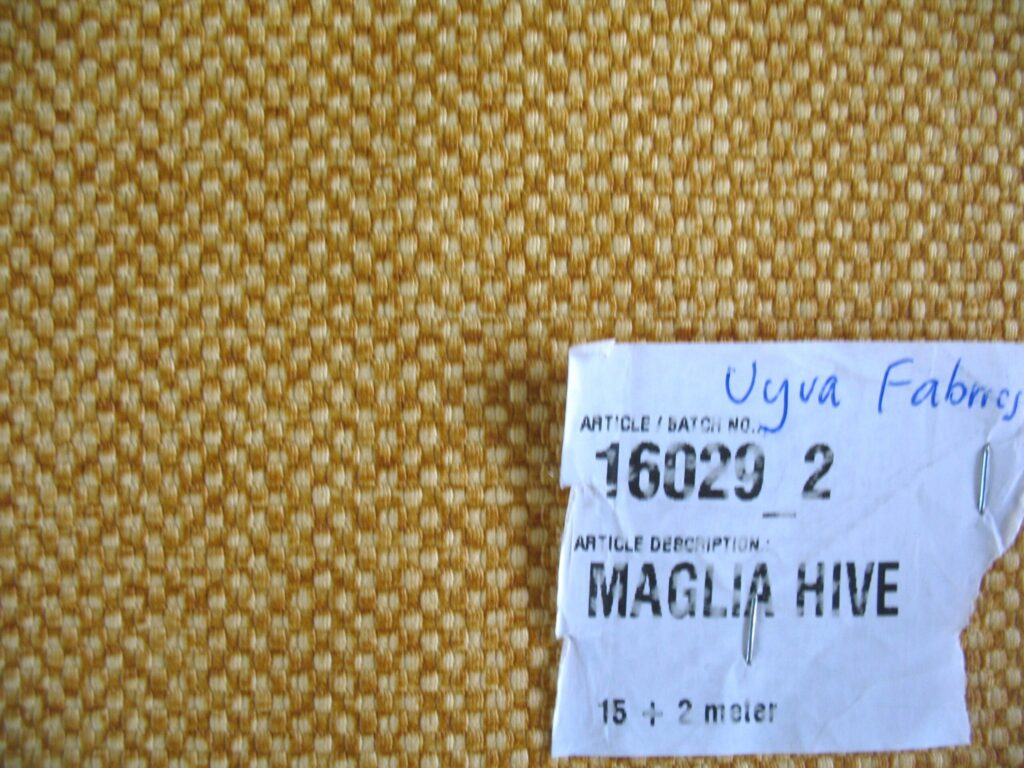 Uyva Fabrics
ARTICLE / BATCH NO.:
16029_2
ARTICLE DESCRIPTION:
MAGLIA HIVE
15 + 2 meter